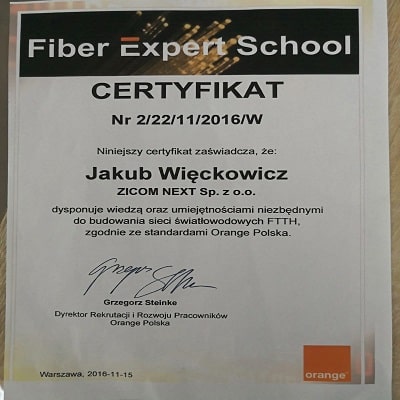 Fiber Expert School
CERTYFIKAT
Nr 2/22/11/2016/W
Niniejszy certyfikat zaświadcza, że:
Jakub Więckowicz
ZICOM NEXT Sp. z o.o.
dysponuje wiedzą oraz umiejętnościami niezbędnymi
do budowania sieci światłowodowych FTTH,
zgodnie ze standardami Orange Polska.
Grzegorz Steinke
Dyrektor Rekrutacji i Rozwoju Pracowników
Orange Polska
orange
Warszawa, 2016-11-15